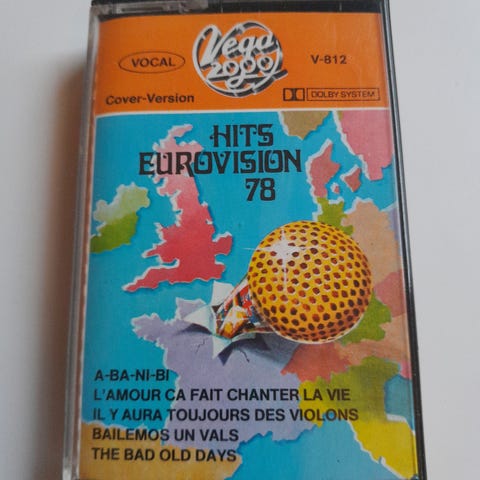 VOCAL
Vega
2000
V-812
Cover-Version
DOLBY SYSTEM
HITS
EUROVISION
78
A-BA-NI-BI
L'AMOUR CA FAIT CHANTER LA VIE
IL Y AURA TOUJOURS DES VIOLONS
BAILEMOS UN VALS
THE BAD OLD DAYS